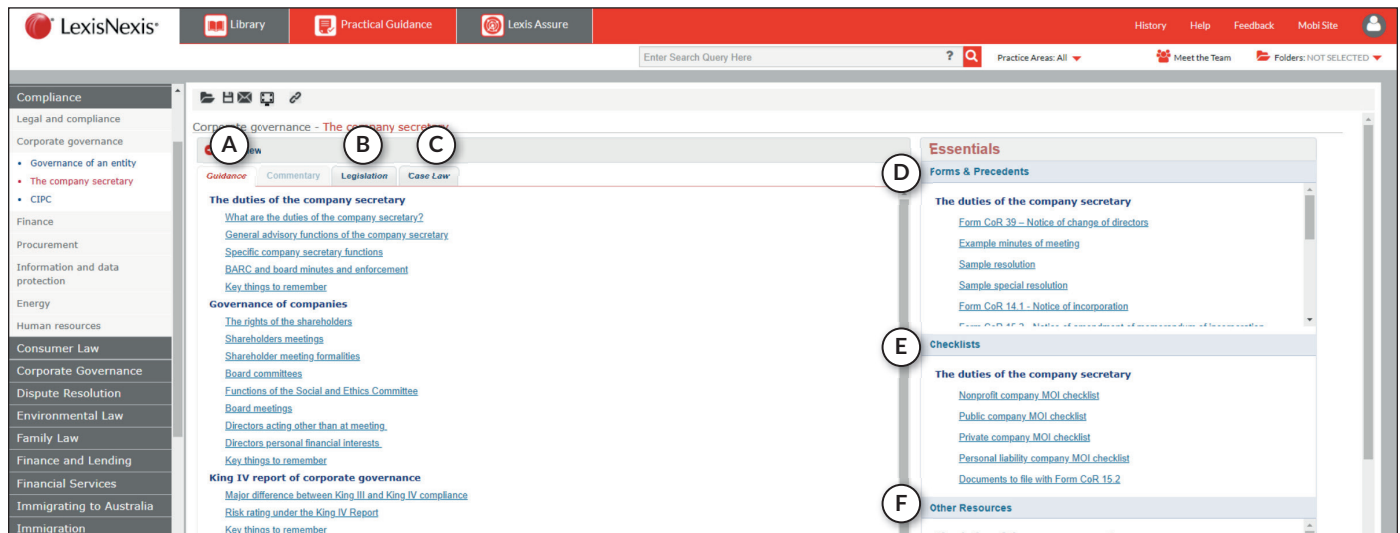 LexisNexis®
Library
Practical Guidance
Lexis Assure
History Help Feedback Mobi Site
Enter Search Query Here ?
Practice Areas: All
Meet the Team
Folders: NOT SELECTED
Compliance
Legal and compliance
Corporate governance
• Governance of an entity
• The company secretary
• CIPC
Finance
Procurement
Information and data
protection
Energy
Human resources
Consumer Law
Corporate Governance
Dispute Resolution
Environmental Law
Family Law
Finance and Lending
Financial Services
Immigrating to Australia
Immigration
Corporate governance - The company secretary
A
B
C
Guidance Commentary Legislation Case Law
The duties of the company secretary
What are the duties of the company secretary?
General advisory functions of the company secretary
Specific company secretary functions
BARC and board minutes and enforcement
Key things to remember
Governance of companies
The rights of the shareholders
Shareholders meetings
Shareholder meeting formalities
Board committees
Functions of the Social and Ethics Committee
Board meetings
Directors acting other than at meeting
Directors personal financial interests
Key things to remember
King IV report of corporate governance
Major difference between King III and King IV compliance
Risk rating under the King IV Report
Key things to remember
Essentials
D
Forms & Precedents
The duties of the company secretary
Form CoR 39 – Notice of change of directors
Example minutes of meeting
Sample resolution
Sample special resolution
Form CoR 14.1 - Notice of incorporation
Form CoR 15.2 - Notice of amendment of memorandum of incorporation
E
Checklists
The duties of the company secretary
Nonprofit company MOI checklist
Public company MOI checklist
Private company MOI checklist
Personal liability company MOI checklist
Documents to file with Form CoR 15.2
F
Other Resources